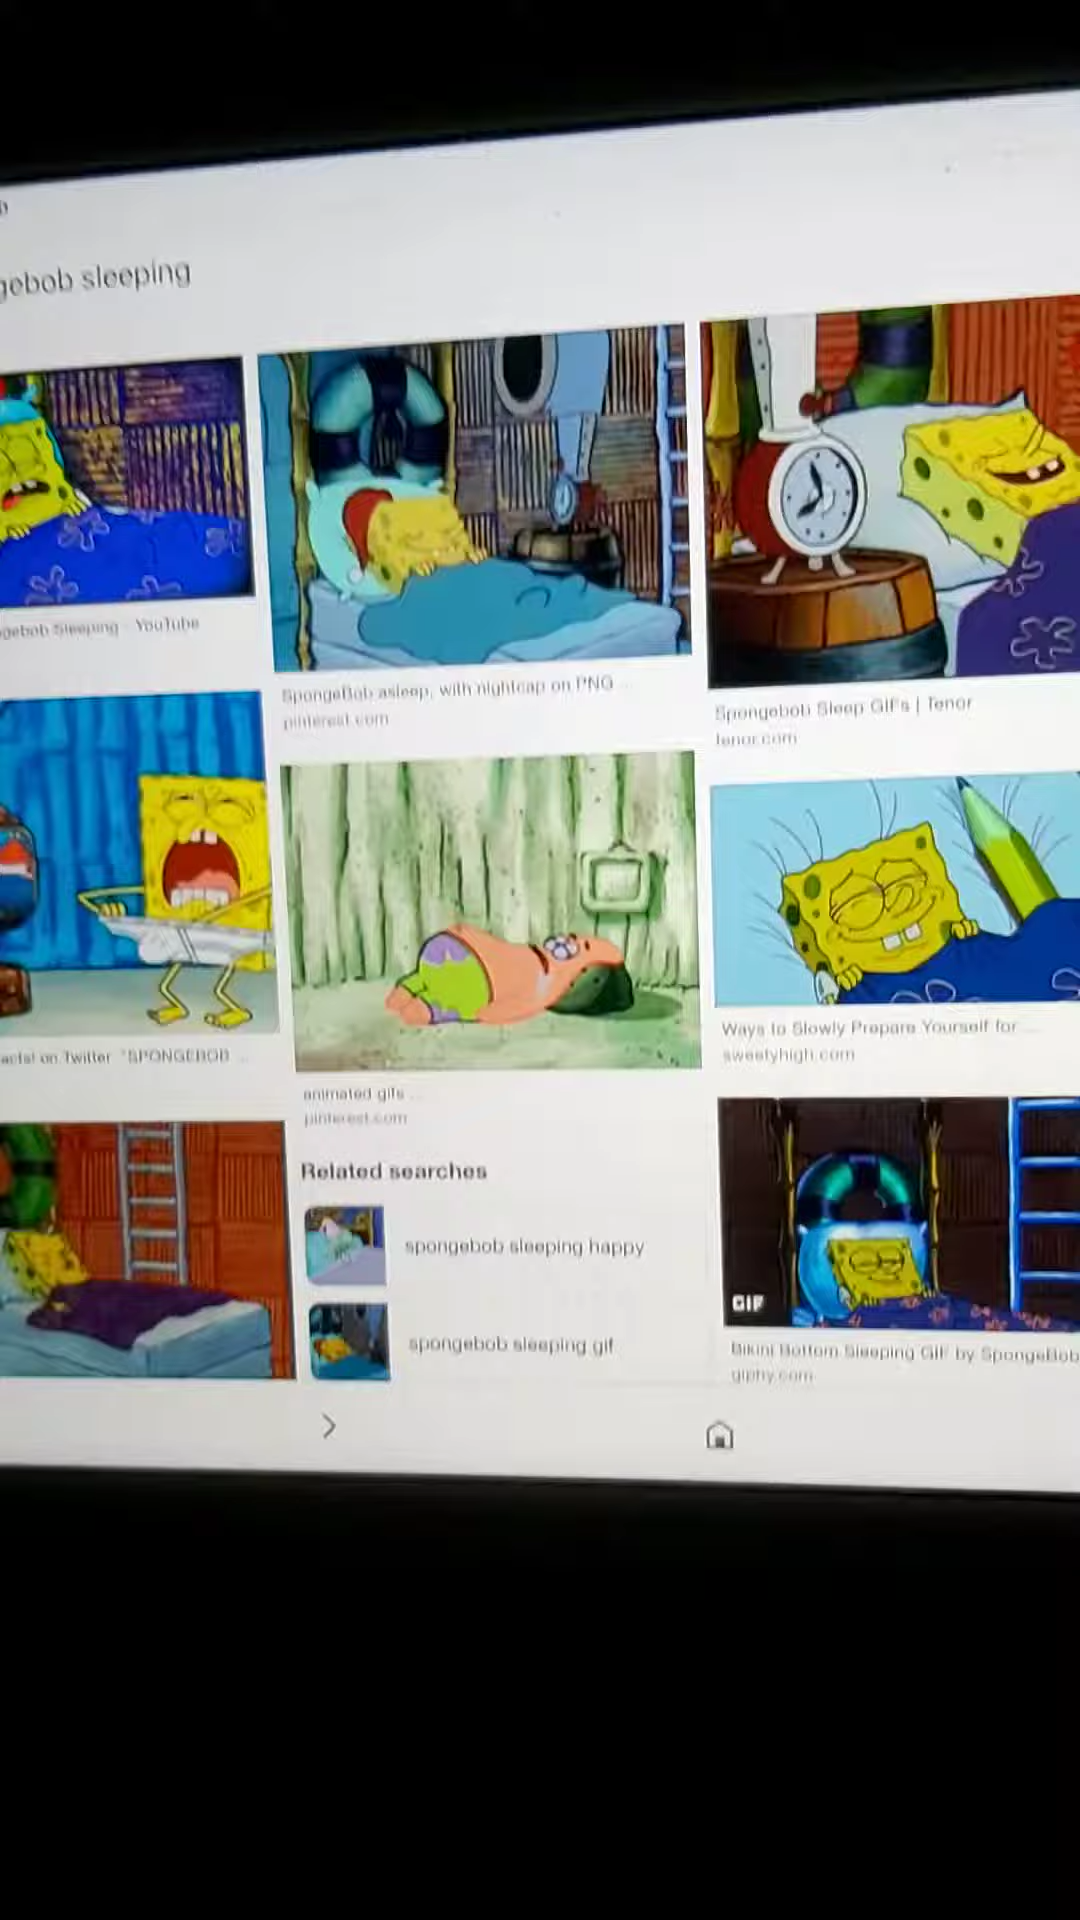 gebob sleeping
gebob Sleeping - YouTube
SpongeBob asleep, with nightcap on PNG ...
pinterest.com
Spongebob Sleep GIFs | Tenor
tenor.com
acts! on Twitter: "SPONGEBOB ...
animated gifs ...
pinterest.com
Ways to Slowly Prepare Yourself for ...
sweetyhigh.com
Related searches
spongebob sleeping happy
spongebob sleeping gif
GIF
Bikini Bottom Sleeping GIF by SpongeBob
giphy.com